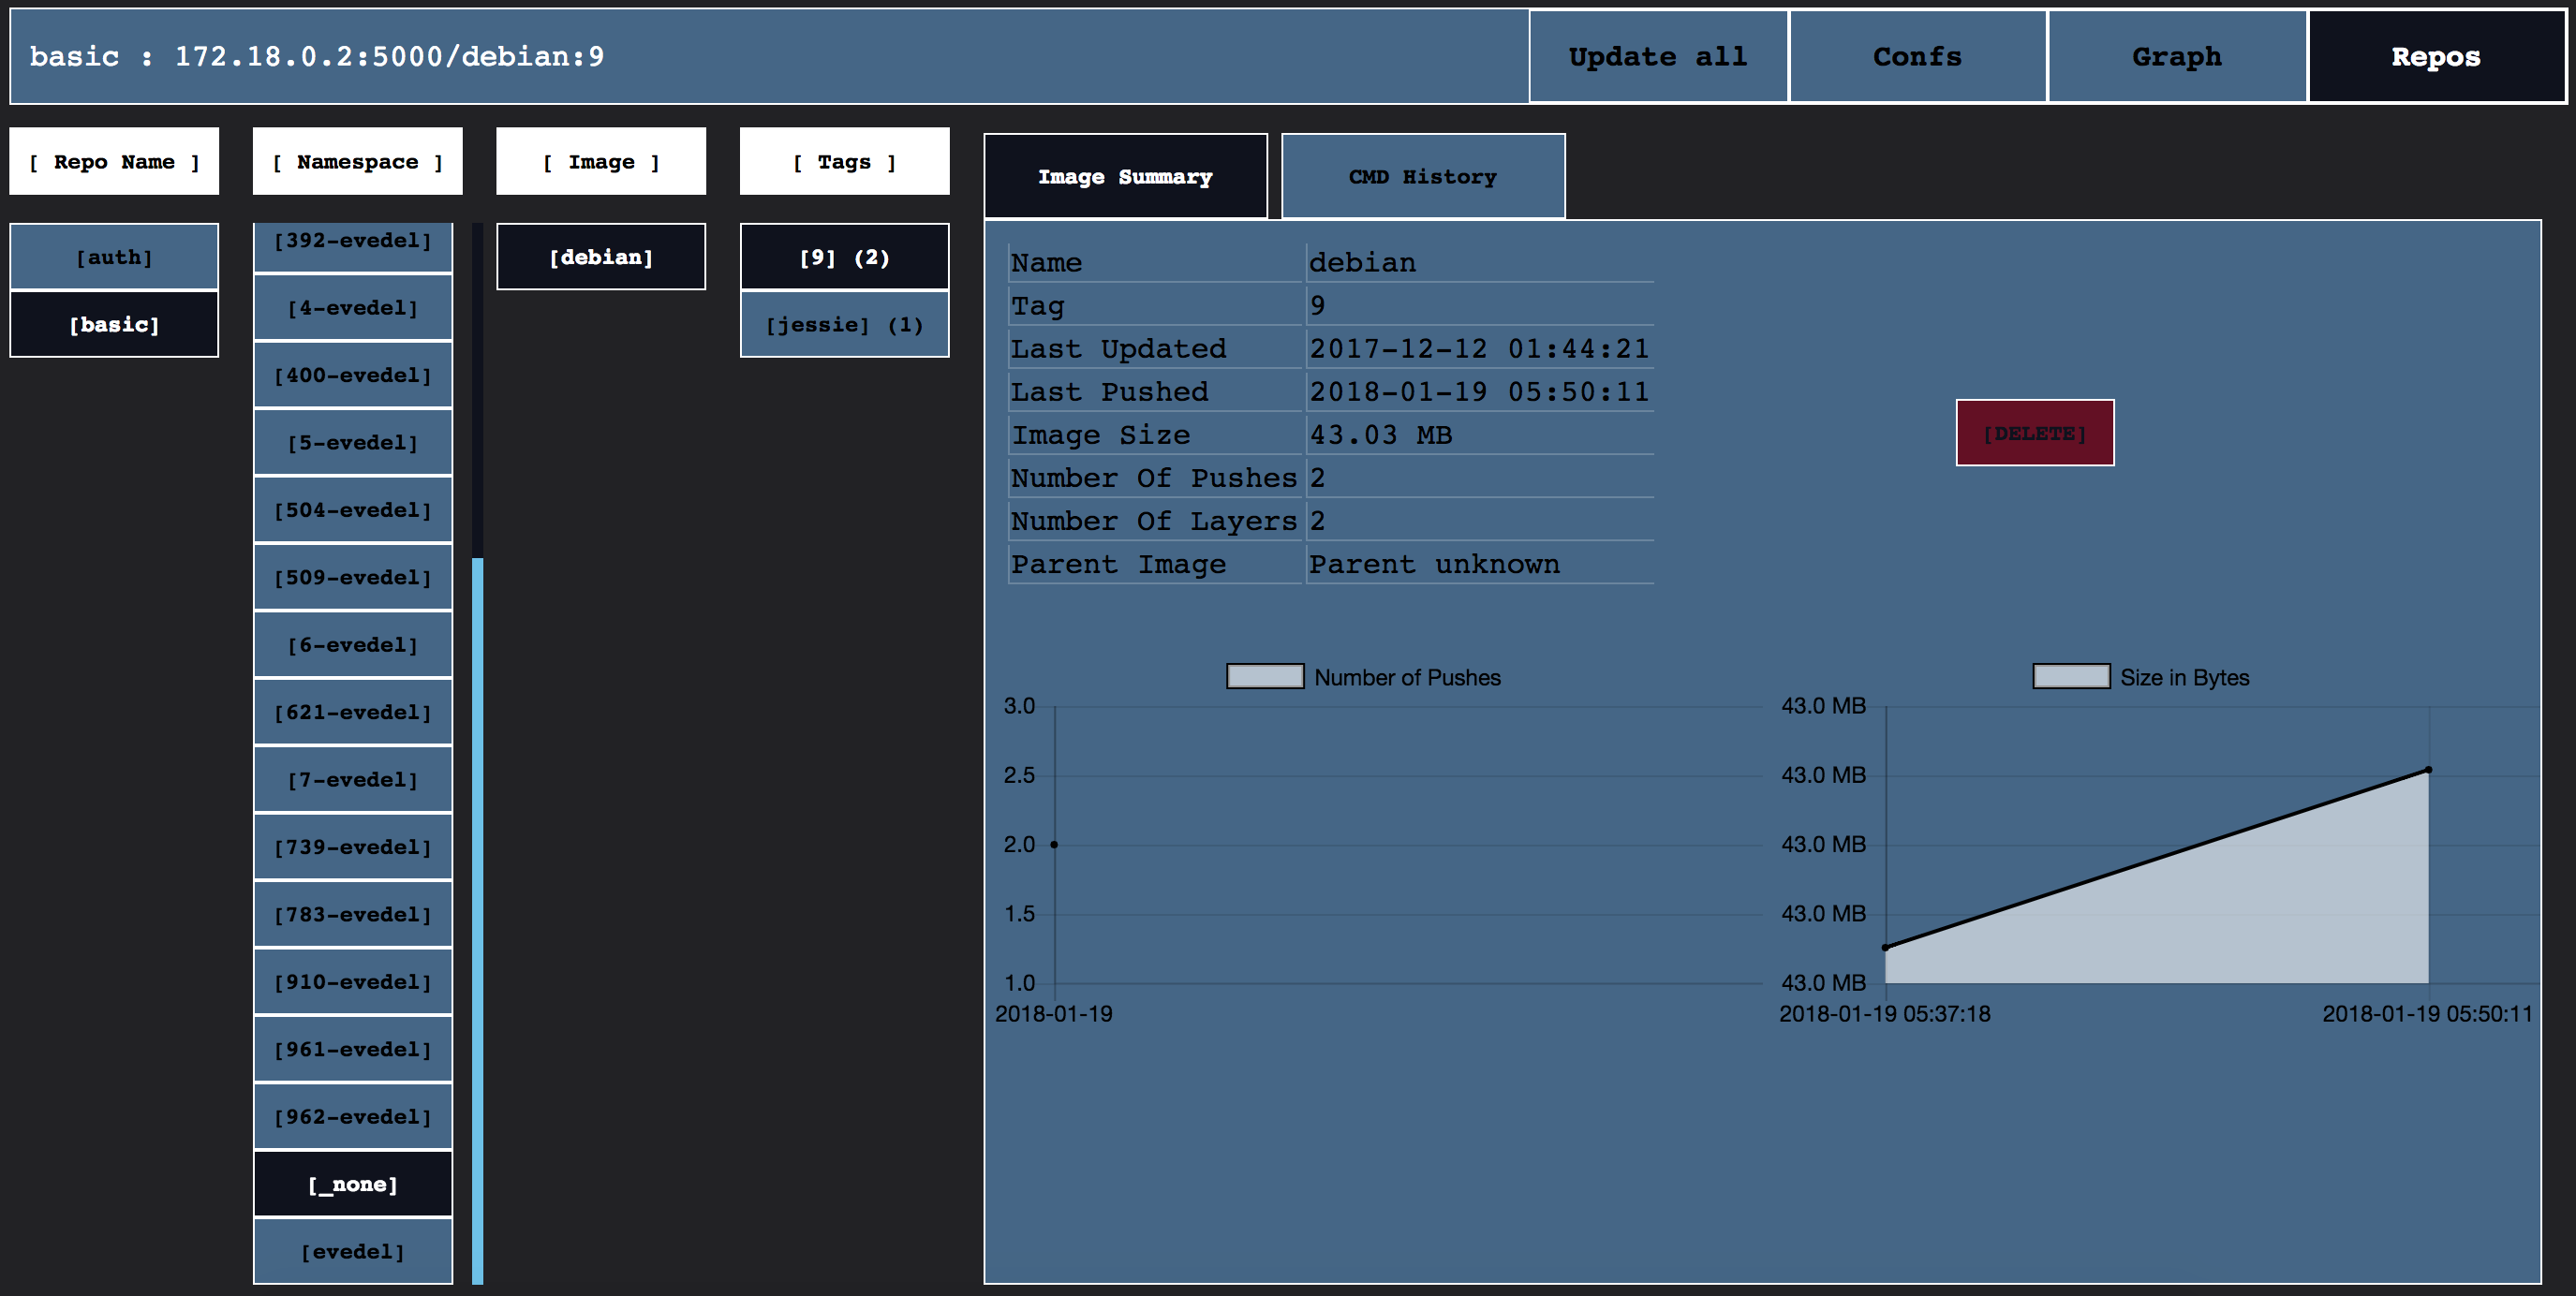 basic : 172.18.0.2:5000/debian:9
Update all
Confs
Graph
Repos
[ Repo Name ]
[ Namespace ]
[ Image ]
[ Tags ]
[auth]
[basic]
[392-evedel]
[4-evedel]
[400-evedel]
[5-evedel]
[504-evedel]
[509-evedel]
[6-evedel]
[621-evedel]
[7-evedel]
[739-evedel]
[783-evedel]
[910-evedel]
[961-evedel]
[962-evedel]
[_none]
[evedel]
[debian]
[9] (2)
[jessie] (1)
Image Summary
CMD History
Name debian
Tag 9
Last Updated 2017-12-12 01:44:21
Last Pushed 2018-01-19 05:50:11
Image Size 43.03 MB
Number Of Pushes 2
Number Of Layers 2
Parent Image Parent unknown
[DELETE]
Number of Pushes
3.0
2.5
2.0
1.5
1.0
2018-01-19
Size in Bytes
43.0 MB
43.0 MB
43.0 MB
43.0 MB
43.0 MB
2018-01-19 05:37:18
2018-01-19 05:50:11